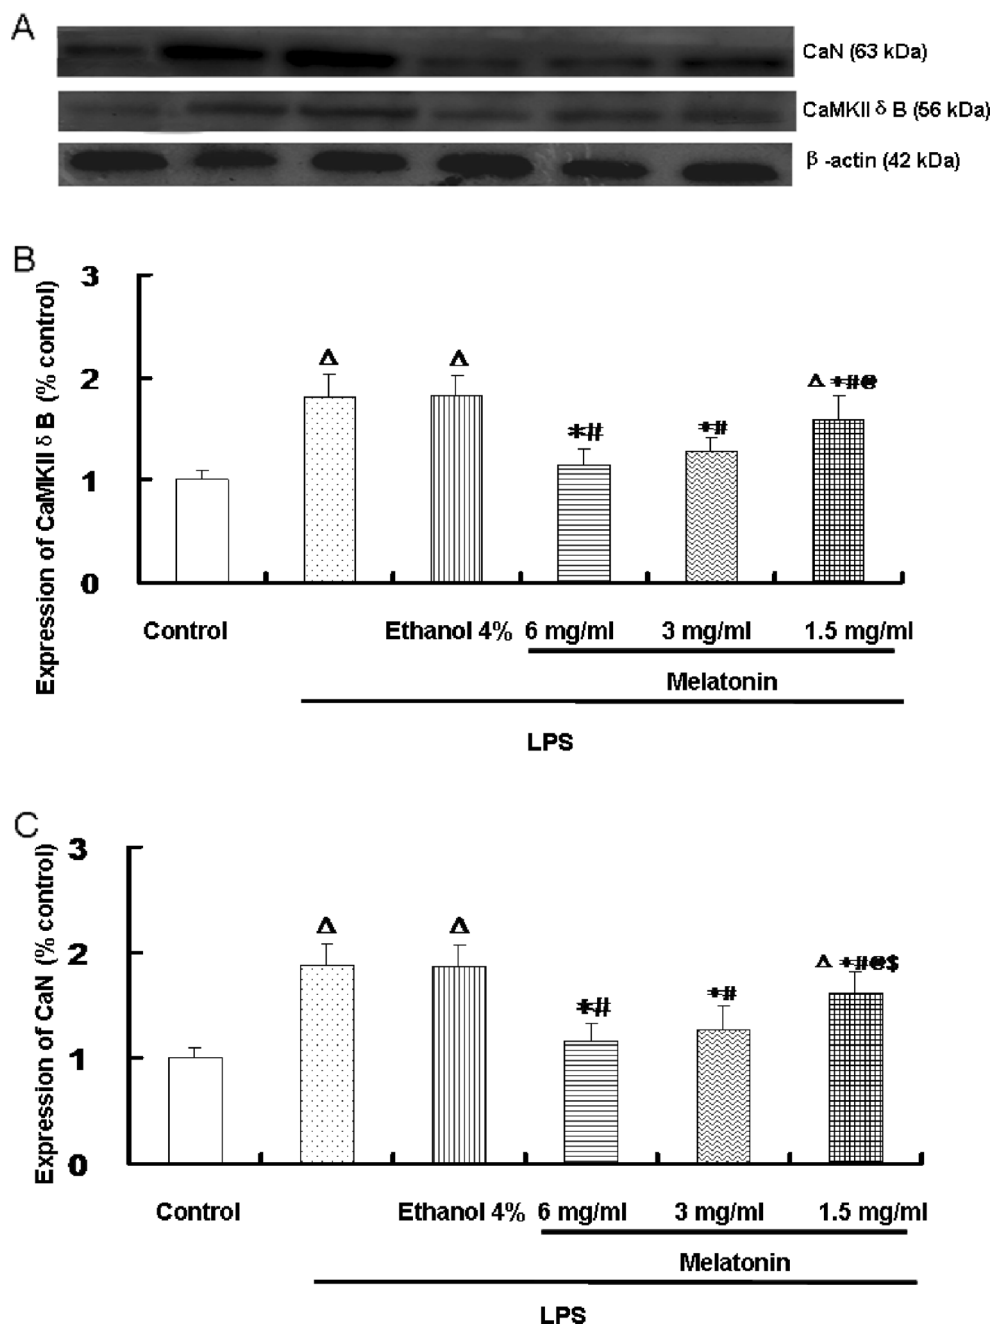 A
CaN (63 kDa)
CaMKII δ B (56 kDa)
β-actin (42 kDa)
B
Expression of CaMKII δ B (% control)
3
2
1
0
Δ
Δ
*#
*#
Δ *#@
Control
Ethanol 4%
6 mg/ml
3 mg/ml
1.5 mg/ml
Melatonin
LPS
C
Expression of CaN (% control)
3
2
1
0
Δ
Δ
*#
*#
Δ *#@$
Control
Ethanol 4%
6 mg/ml
3 mg/ml
1.5 mg/ml
Melatonin
LPS